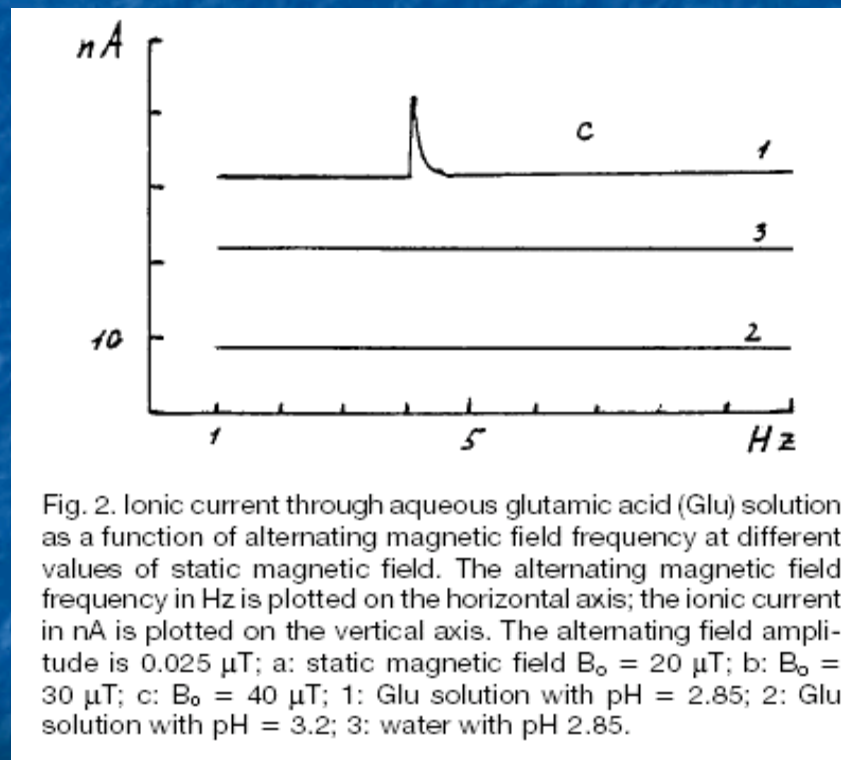 nA
C
1
3
10
2
1
5
Hz
Fig. 2. Ionic current through aqueous glutamic acid (Glu) solution
as a function of alternating magnetic field frequency at different
values of static magnetic field. The alternating magnetic field
frequency in Hz is plotted on the horizontal axis; the ionic current
in nA is plotted on the vertical axis. The alternating field ampli-
tude is 0.025 μT; a: static magnetic field Bₒ = 20 μT; b: Bₒ =
30 μT; c: Bₒ = 40 μT; 1: Glu solution with pH = 2.85; 2: Glu
solution with pH = 3.2; 3: water with pH 2.85.